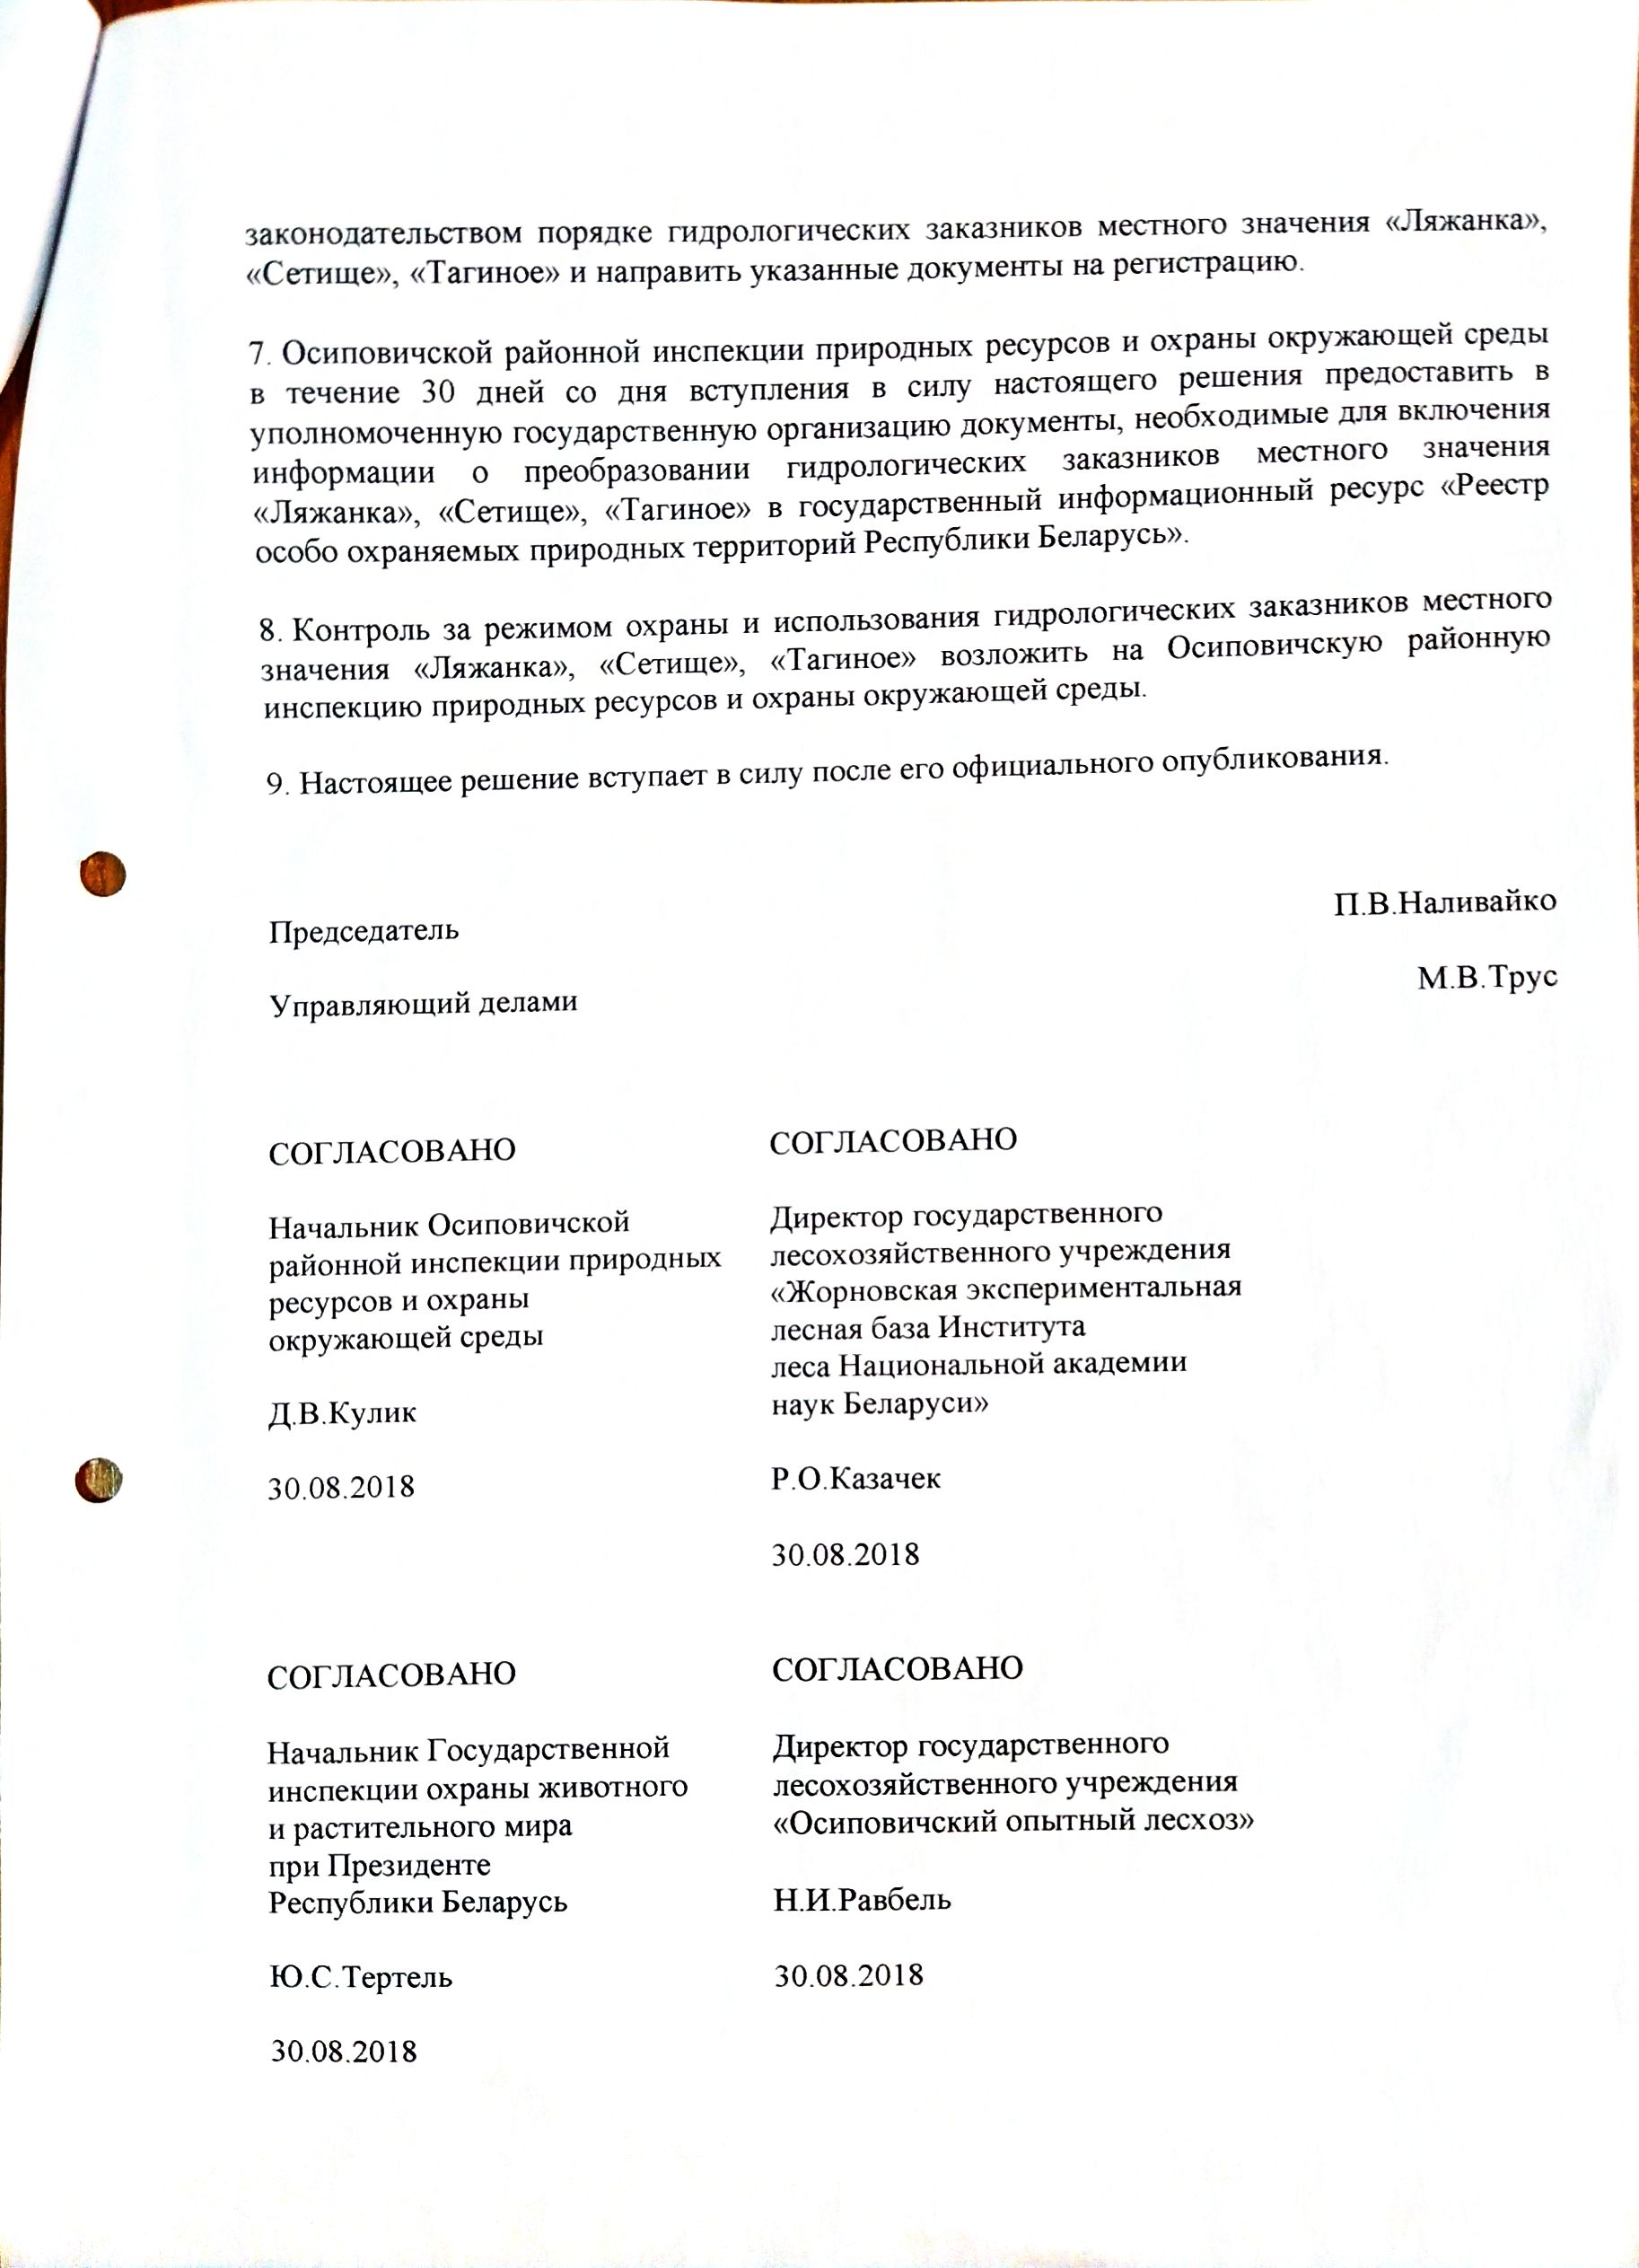 законодательством порядке гидрологических заказников местного значения «Ляжанка»,
«Сетище», «Тагиное» и направить указанные документы на регистрацию.
7. Осиповичской районной инспекции природных ресурсов и охраны окружающей среды
в течение 30 дней со дня вступления в силу настоящего решения предоставить в
уполномоченную государственную организацию документы, необходимые для включения
информации о преобразовании гидрологических заказников местного значения
«Ляжанка», «Сетище», «Тагиное» в государственный информационный ресурс «Реестр
особо охраняемых природных территорий Республики Беларусь».
8. Контроль за режимом охраны и использования гидрологических заказников местного
значения «Ляжанка», «Сетище», «Тагиное» возложить на Осиповичскую районную
инспекцию природных ресурсов и охраны окружающей среды.
9. Настоящее решение вступает в силу после его официального опубликования.
Председатель П.В.Наливайко
Управляющий делами М.В.Трус
СОГЛАСОВАНО
Начальник Осиповичской
районной инспекции природных
ресурсов и охраны
окружающей среды
Д.В.Кулик
30.08.2018
СОГЛАСОВАНО
Директор государственного
лесохозяйственного учреждения
«Жорновская экспериментальная
лесная база Института
леса Национальной академии
наук Беларуси»
Р.О.Казачек
30.08.2018
СОГЛАСОВАНО
Начальник Государственной
инспекции охраны животного
и растительного мира
при Президенте
Республики Беларусь
Ю.С.Тертель
30.08.2018
СОГЛАСОВАНО
Директор государственного
лесохозяйственного учреждения
«Осиповичский опытный лесхоз»
Н.И.Равбель
30.08.2018